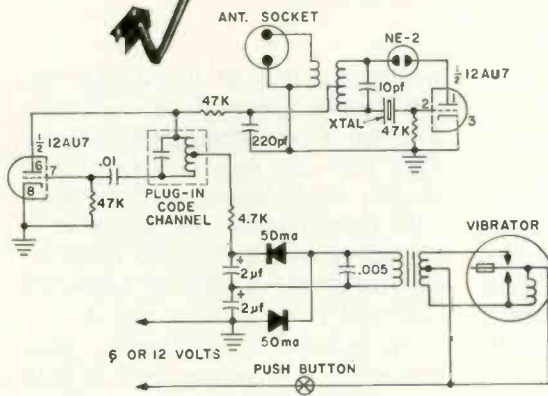 ANT. SOCKET
NE-2
½
12AU7
47K
10pf
1
2
3
½
12AU7
220pf
XTAL
47K
6
7
.01
8
PLUG-IN
CODE
CHANNEL
47K
4.7K
VIBRATOR
50ma
+
2µf
.005
+
2µf
50ma
6 OR 12 VOLTS
PUSH BUTTON